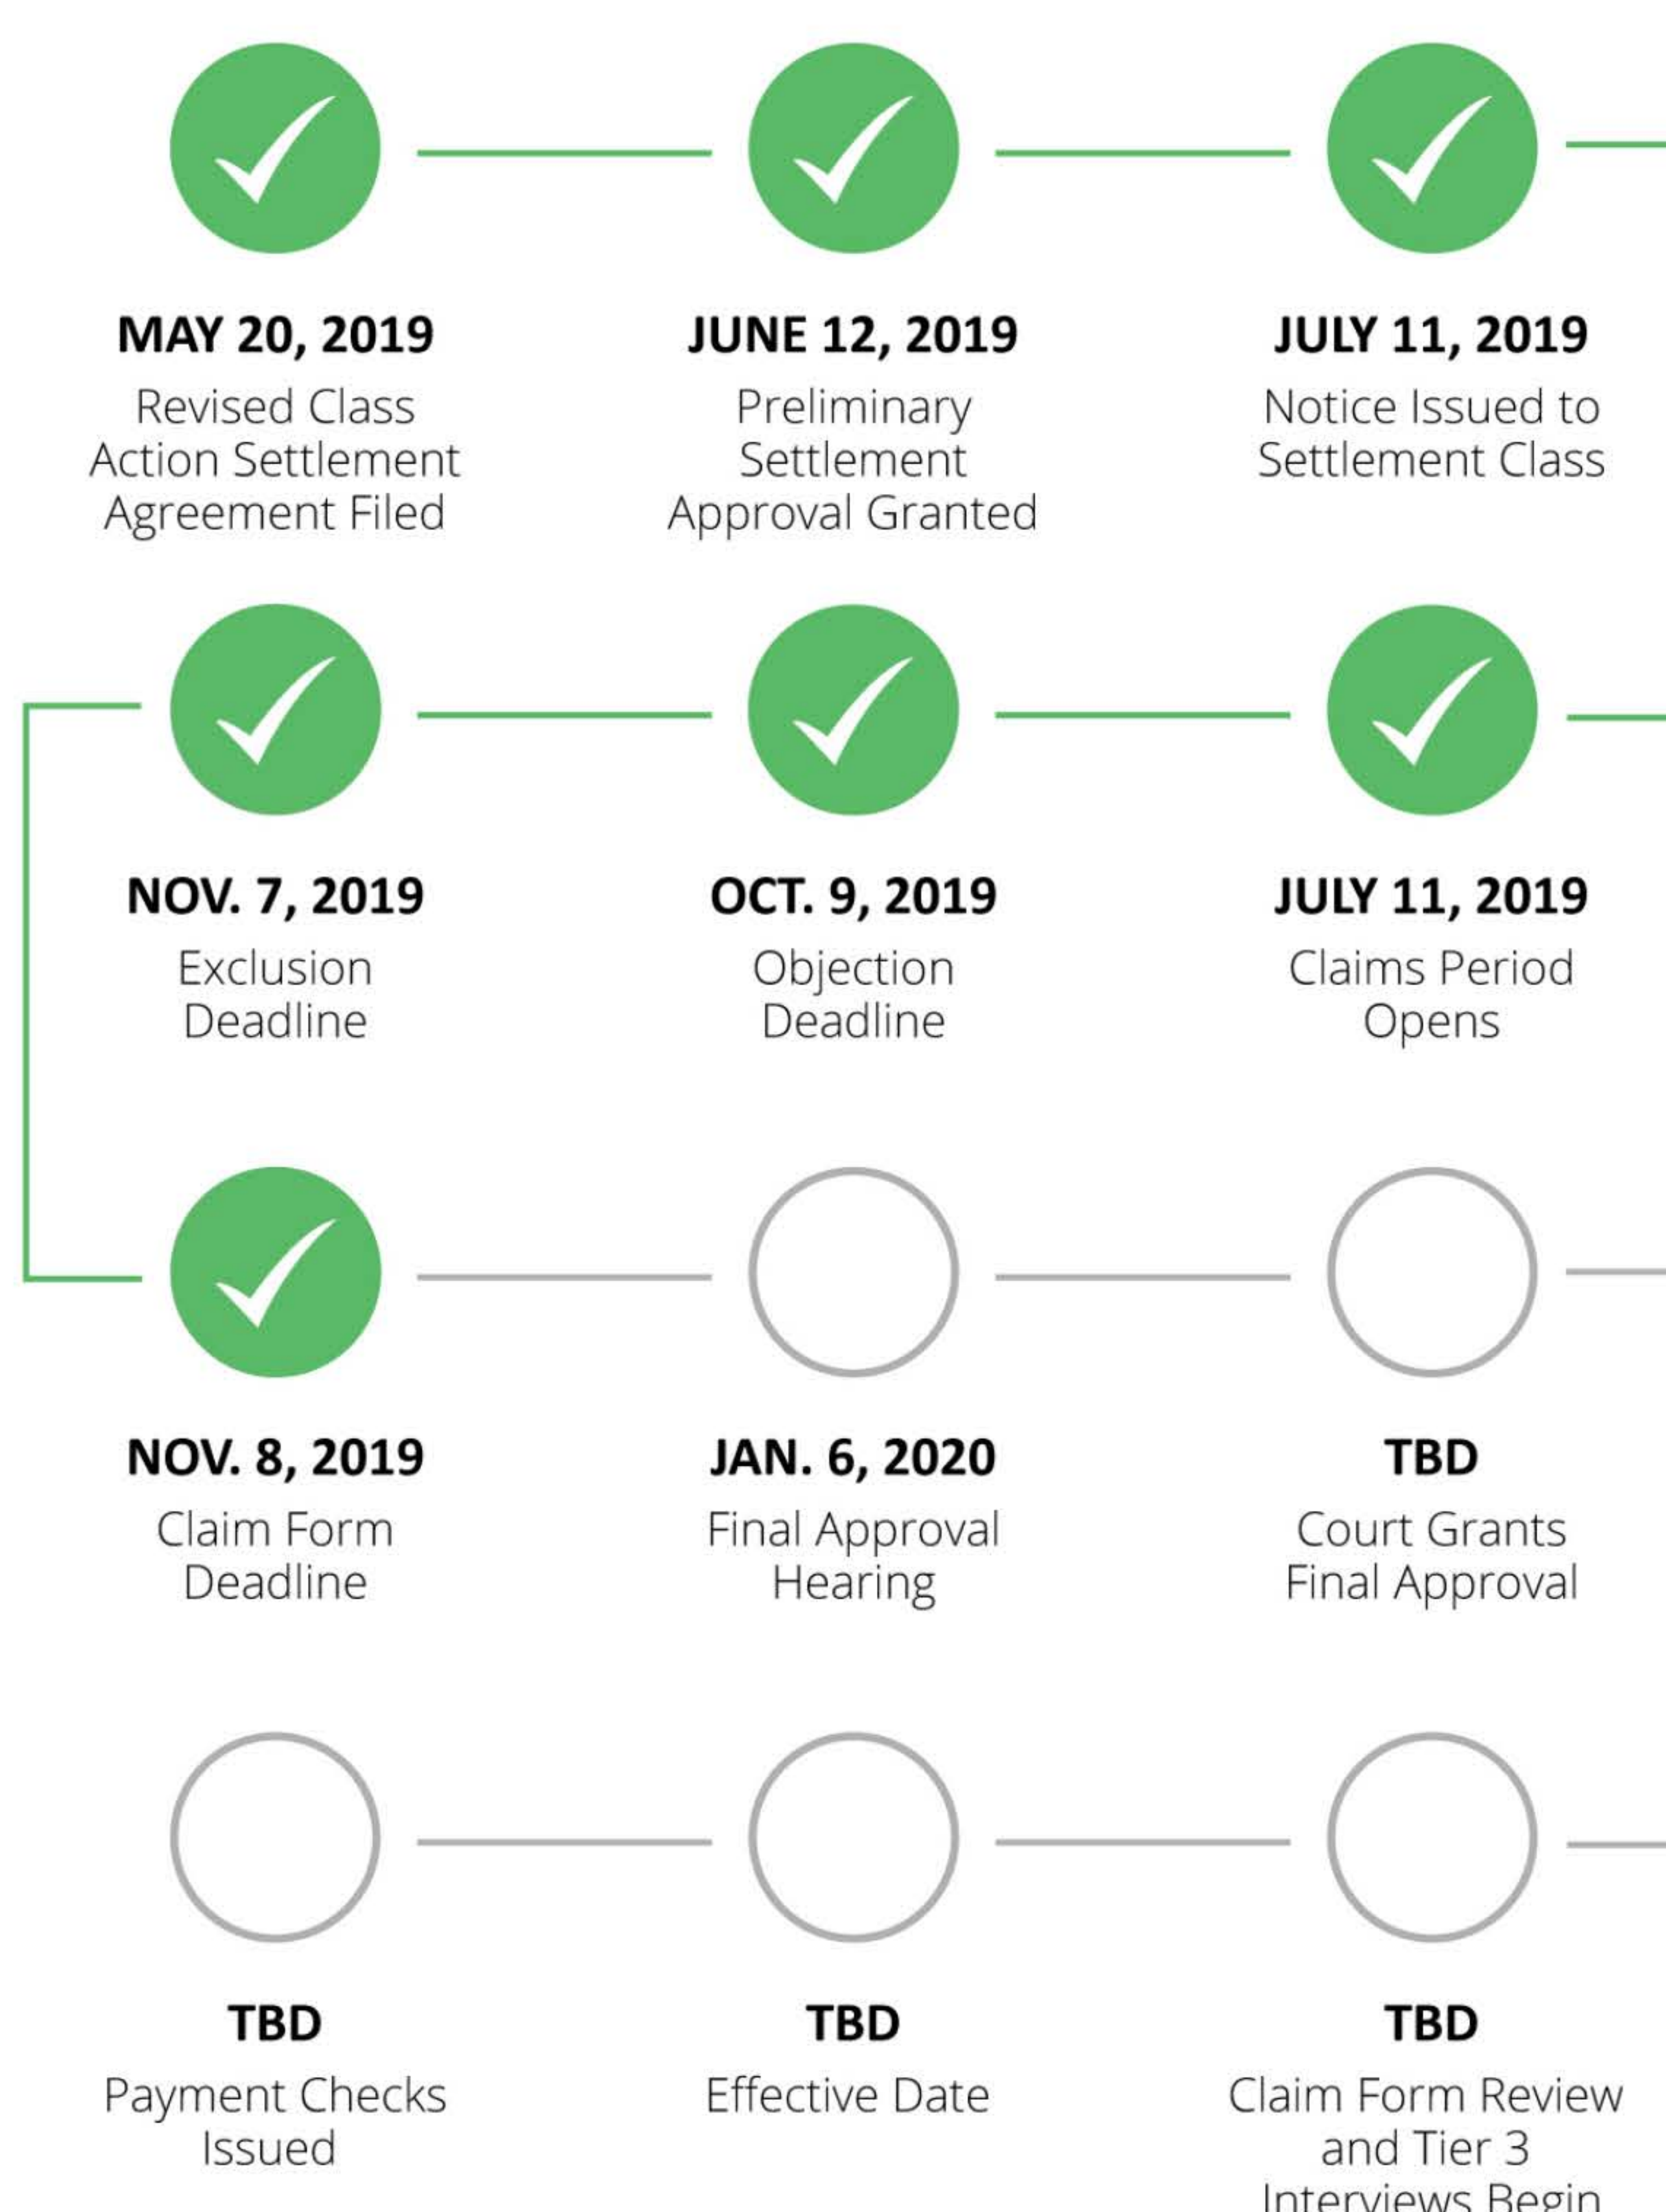 MAY 20, 2019
Revised Class
Action Settlement
Agreement Filed
JUNE 12, 2019
Preliminary
Settlement
Approval Granted
JULY 11, 2019
Notice Issued to
Settlement Class
NOV. 7, 2019
Exclusion
Deadline
OCT. 9, 2019
Objection
Deadline
JULY 11, 2019
Claims Period
Opens
NOV. 8, 2019
Claim Form
Deadline
JAN. 6, 2020
Final Approval
Hearing
TBD
Court Grants
Final Approval
TBD
Payment Checks
Issued
TBD
Effective Date
TBD
Claim Form Review
and Tier 3
Interviews Begin